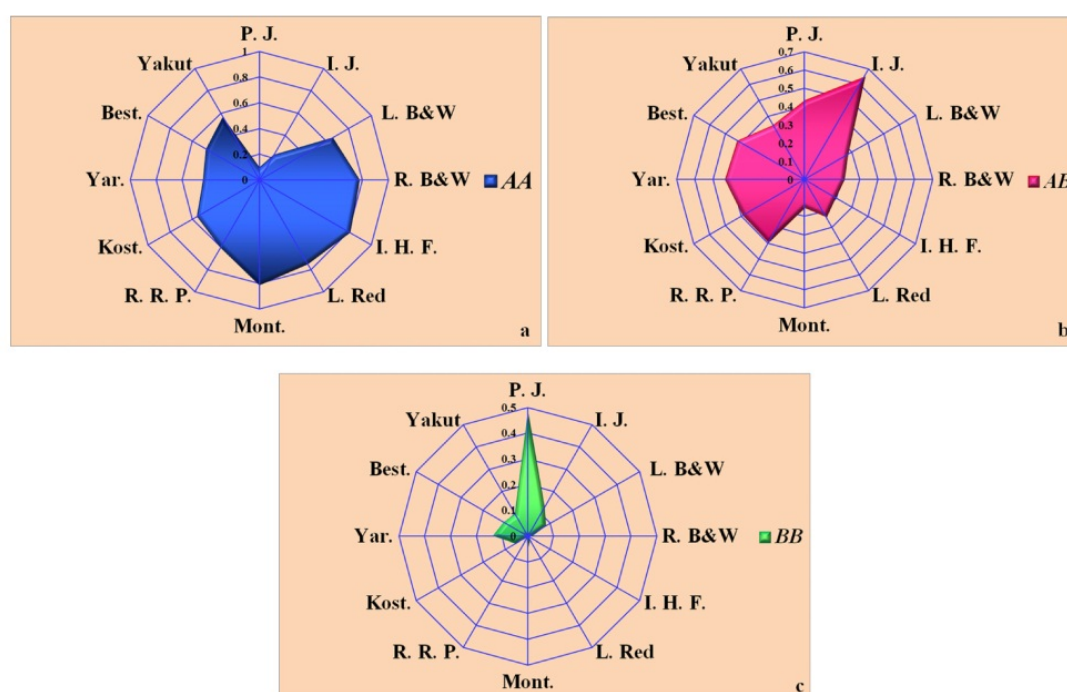 P. J.
I. J.
L. B&W
R. B&W
I. H. F.
L. Red
Mont.
R. R. P.
Kost.
Yar.
Best.
Yakut
1
0.8
0.6
0.4
0.2
0
AA
a
P. J.
I. J.
L. B&W
R. B&W
I. H. F.
L. Red
Mont.
R. R. P.
Kost.
Yar.
Best.
Yakut
0.7
0.6
0.5
0.4
0.3
0.2
0.1
0
AB
b
P. J.
I. J.
L. B&W
R. B&W
I. H. F.
L. Red
Mont.
R. R. P.
Kost.
Yar.
Best.
Yakut
0.5
0.4
0.3
0.2
0.1
0
BB
c